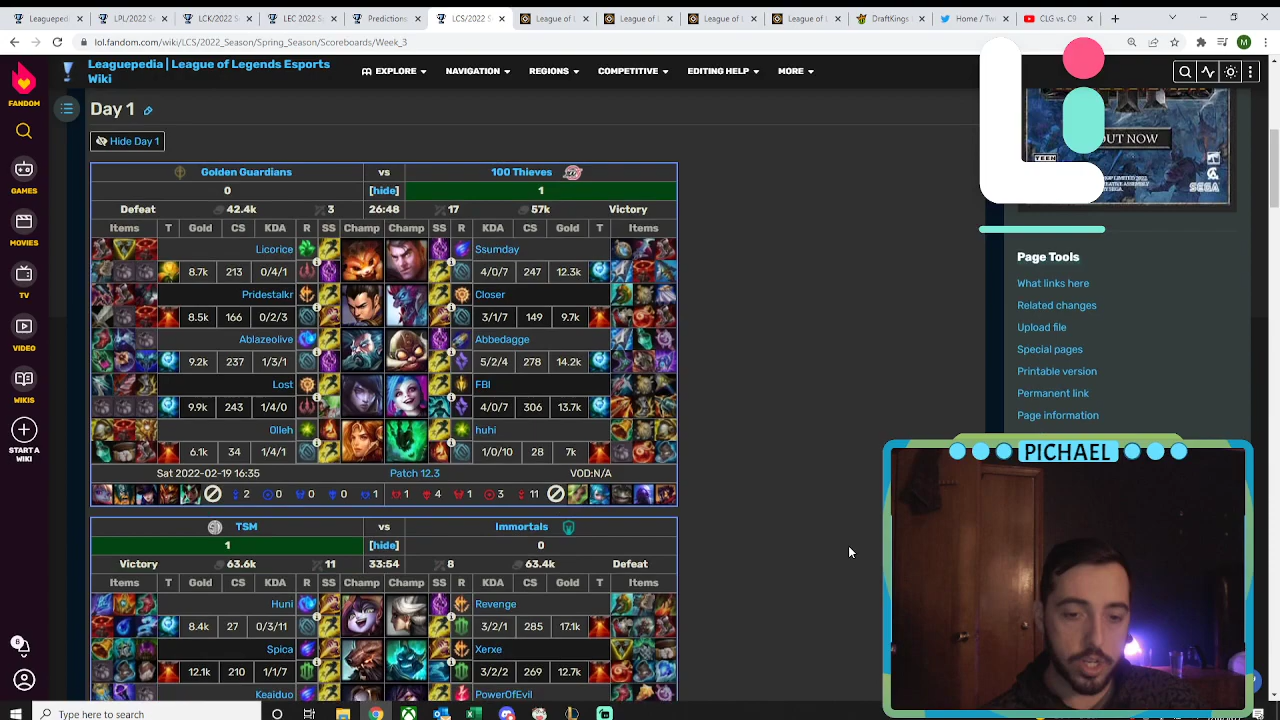 Leaguepedia
LPL/2022 S
LCK/2022 S
LEC 2022 S
Predictions
LCS/2022 S
League of L
League of L
League of L
League of L
DraftKings
Home / Tw
CLG vs. C9
lol.fandom.com/wiki/LCS/2022_Season/Spring_Season/Scoreboards/Week_3
M
FANDOM
GAMES
MOVIES
TV
VIDEO
WIKIS
START A
WIKI
Leaguepedia | League of Legends Esports
Wiki
EXPLORE
NAVIGATION
REGIONS
COMPETITIVE
EDITING HELP
MORE
Day 1
Hide Day 1
Golden Guardians vs 100 Thieves
0 [hide] 1
Defeat 42.4k 3 26:48 17 57k Victory
Items T Gold CS KDA R SS Champ Champ SS R KDA CS Gold T Items
Licorice Ssumday
8.7k 213 0/4/1 4/0/7 247 12.3k
Pridestalkr Closer
8.5k 166 0/2/3 3/1/7 149 9.7k
Ablazeolive Abbedagge
9.2k 237 1/3/1 5/2/4 278 14.2k
Lost FBI
9.9k 243 1/4/0 4/0/7 306 13.7k
Olleh huhi
6.1k 34 1/4/1 1/0/10 28 7k
Sat 2022-02-19 16:35 Patch 12.3 VOD:N/A
2 0 0 0 1 1 4 1 3 11
TSM vs Immortals
1 [hide] 0
Victory 63.6k 11 33:54 8 63.4k Defeat
Items T Gold CS KDA R SS Champ Champ SS R KDA CS Gold T Items
Huni Revenge
8.4k 27 0/3/11 3/2/1 285 17.1k
Spica Xerxe
12.1k 210 1/1/7 3/2/2 269 12.7k
Keaiduo PowerOfEvil
OUT NOW
TEEN
SEGA
Page Tools
What links here
Related changes
Upload file
Special pages
Printable version
Permanent link
Page information
PICHAEL
Type here to search